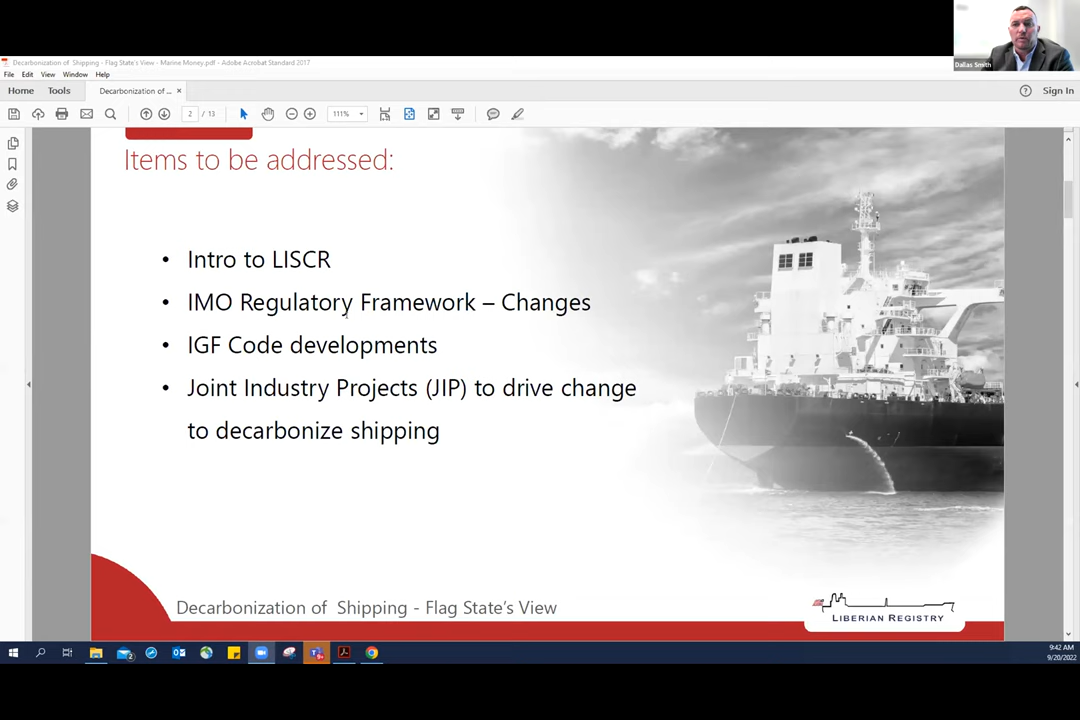 Dallas Smith
Decarbonization of Shipping - Flag State's View - Marine Money.pdf - Adobe Acrobat Standard 2017
File Edit View Window Help
Home Tools Decarbonization of ... × Sign In
2 / 13 111%
Items to be addressed:
• Intro to LISCR
• IMO Regulatory Framework – Changes
• IGF Code developments
• Joint Industry Projects (JIP) to drive change
to decarbonize shipping
Decarbonization of Shipping - Flag State's View
LIBERIAN REGISTRY
9:42 AM
9/20/2022